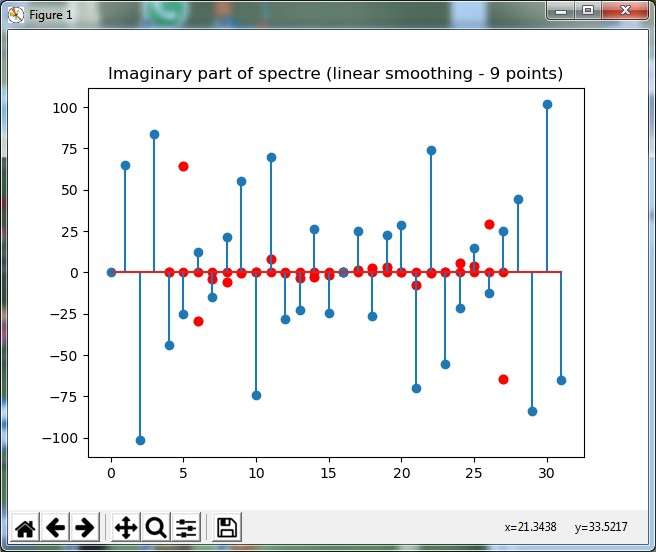 Figure 1
Imaginary part of spectre (linear smoothing - 9 points)
100
75
50
25
0
−25
−50
−75
−100
0 5 10 15 20 25 30
x=21.3438 y=33.5217